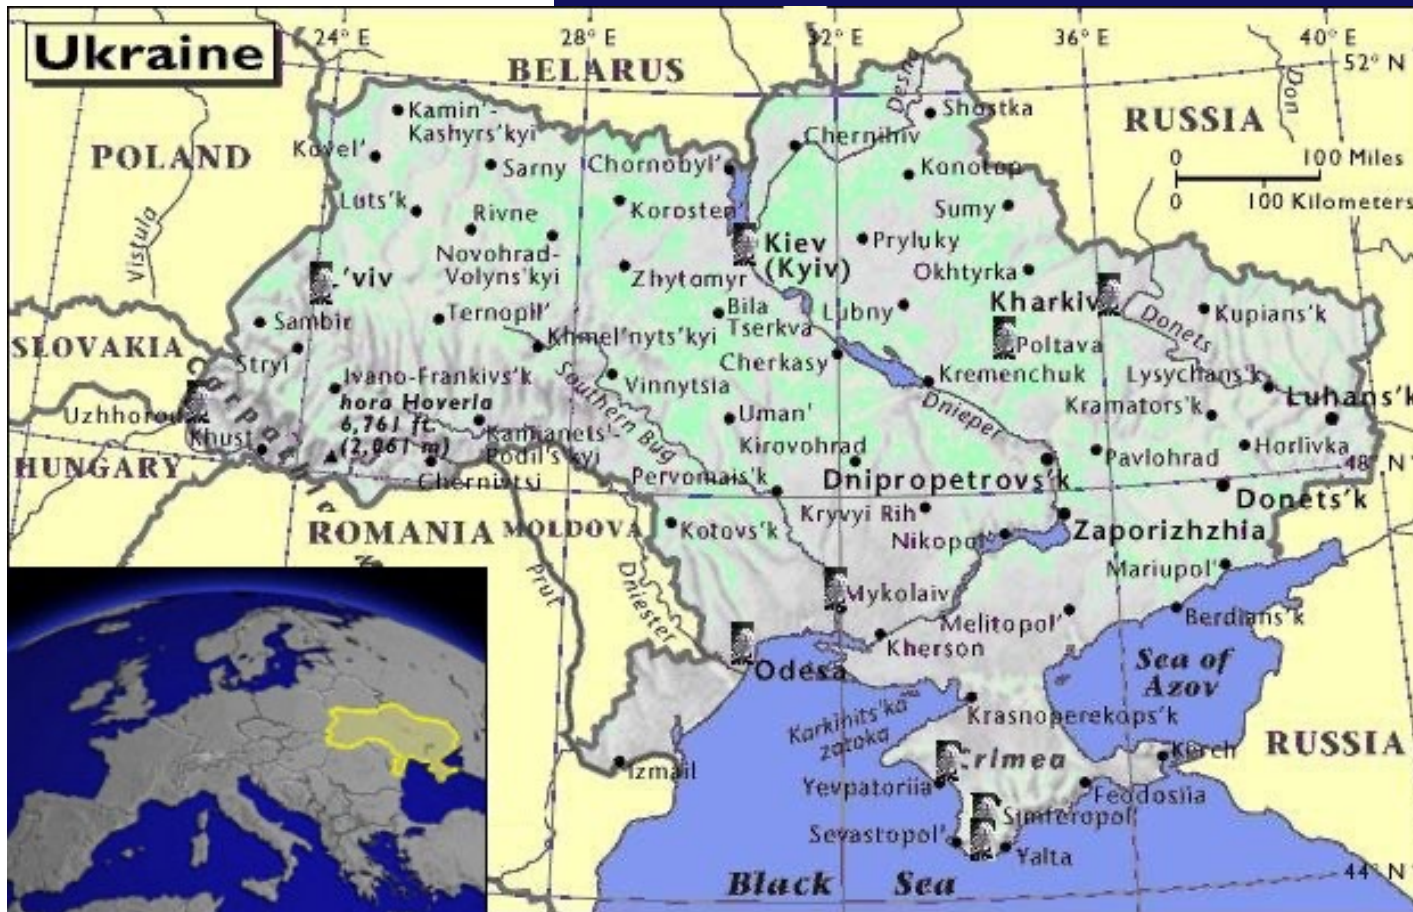 Ukraine
24° E
28° E
32° E
36° E
40° E
52° N
BELARUS
RUSSIA
POLAND
Don
Desna
Vistula
0 100 Miles
0 100 Kilometers
Kamin'-
Kashyrs'kyi
Kovel'
Sarny
Chornobyl'
Chernihiv
Shostka
Konotop
Luts'k
Rivne
Korosten'
Sumy
Novohrad-
Volyns'kyi
Kiev
(Kyiv)
Pryluky
Okhtyrka
'viv
Zhytomyr
Kharkiv
Sambir
Ternopil'
Bila
Tserkva
Lubny
Donets
Kupians'k
SLOVAKIA
Stryi
Khmel'nyts'kyi
Cherkasy
Poltava
Ivano-Frankivs'k
Vinnytsia
Kremenchuk
Lysychans'k
Luhans'k
hora Hoverla
6,761 ft.
(2,061 m)
Southern Bug
Uman'
Dnieper
Kramators'k
Uzhhorod
Khust
Kamianets'-
Podil's'kyi
Kirovohrad
Pavlohrad
Horlivka
48° N
HUNGARY
Chernivtsi
Pervomais'k
Dnipropetrovs'k
Donets'k
ROMANIA
MOLDOVA
Kotovs'k
Kryvyi Rih
Nikopol'
Zaporizhzhia
Mariupol'
Prut
Dniester
Mykolaiv
Melitopol'
Berdians'k
Kherson
Odesa
Sea of
Azov
Karkinits'ka
zatoka
Krasnoperekops'k
RUSSIA
Izmail
Crimea
Kerch
Yevpatoriia
Feodosiia
Simferopol'
Sevastopol'
Yalta
44° N
Black Sea